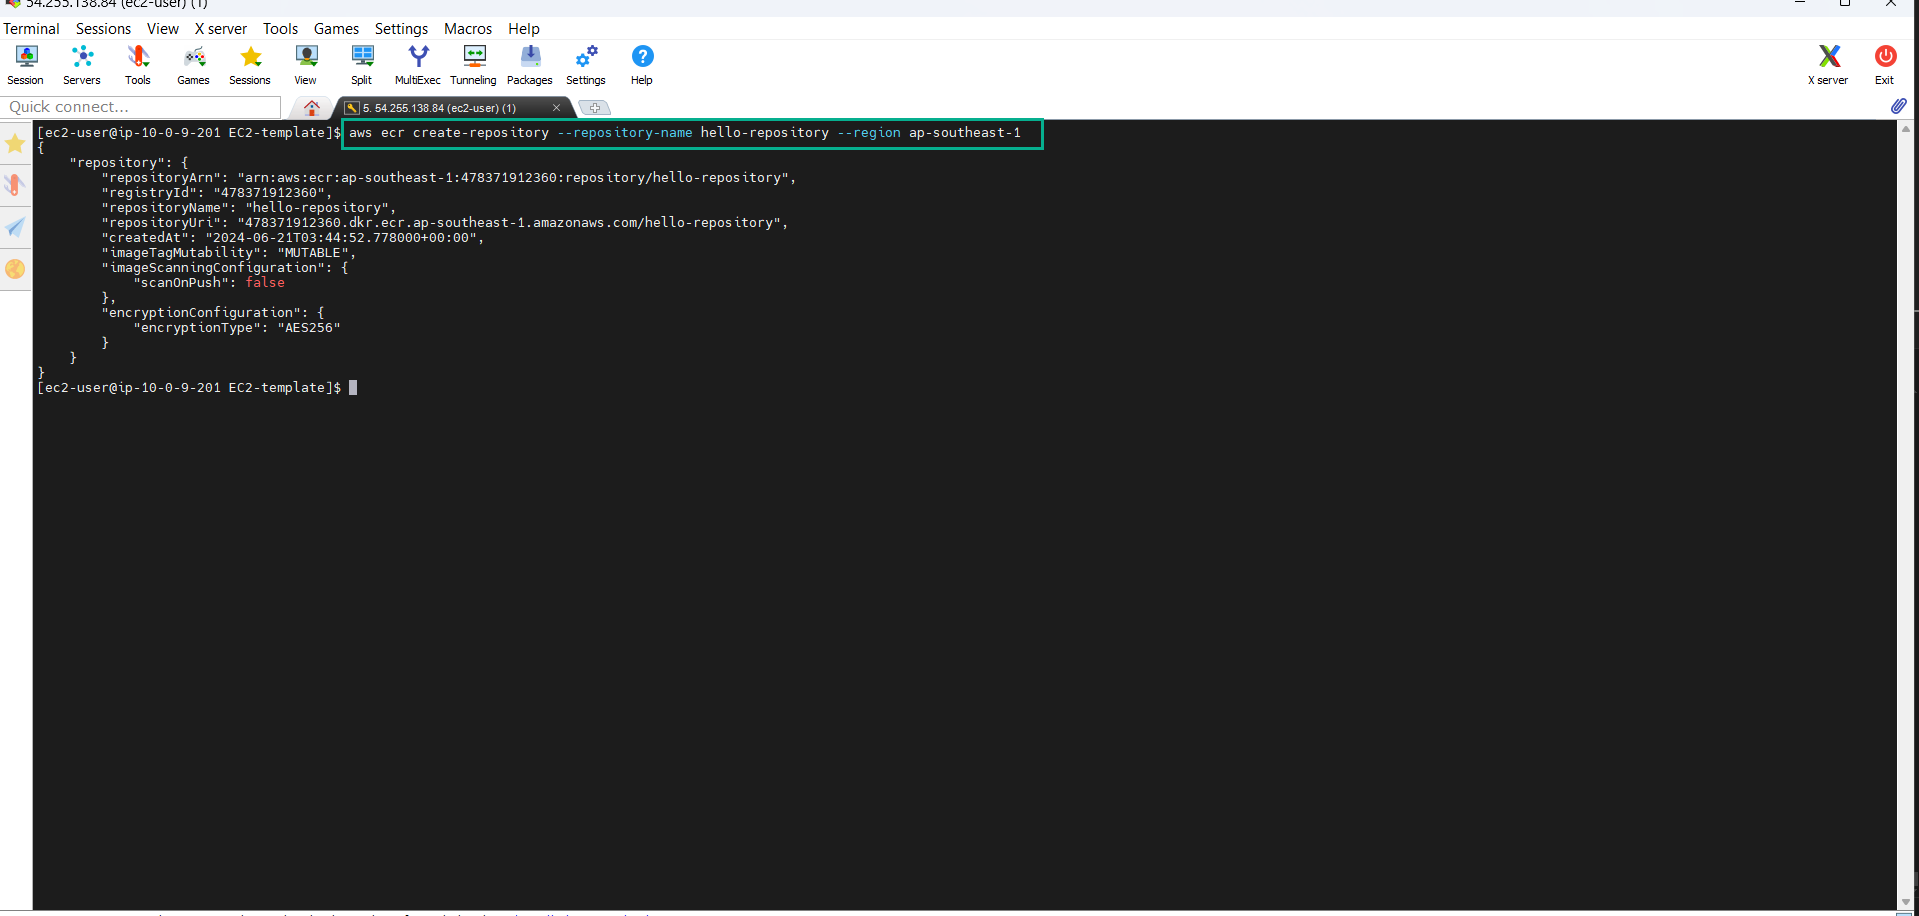 54.255.138.84 (ec2-user) (1)
Terminal Sessions View X server Tools Games Settings Macros Help
Session Servers Tools Games Sessions View Split MultiExec Tunneling Packages Settings Help X server Exit
Quick connect...
5. 54.255.138.84 (ec2-user) (1)
[ec2-user@ip-10-0-9-201 EC2-template]$ aws ecr create-repository --repository-name hello-repository --region ap-southeast-1
{
    "repository": {
        "repositoryArn": "arn:aws:ecr:ap-southeast-1:478371912360:repository/hello-repository",
        "registryId": "478371912360",
        "repositoryName": "hello-repository",
        "repositoryUri": "478371912360.dkr.ecr.ap-southeast-1.amazonaws.com/hello-repository",
        "createdAt": "2024-06-21T03:44:52.778000+00:00",
        "imageTagMutability": "MUTABLE",
        "imageScanningConfiguration": {
            "scanOnPush": false
        },
        "encryptionConfiguration": {
            "encryptionType": "AES256"
        }
    }
}
[ec2-user@ip-10-0-9-201 EC2-template]$